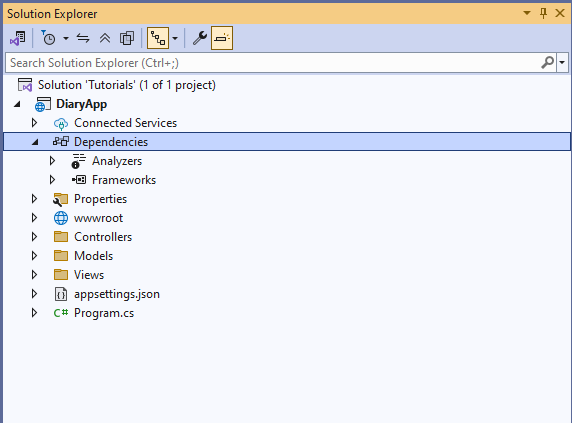 Solution Explorer
Search Solution Explorer (Ctrl+;)
Solution 'Tutorials' (1 of 1 project)
DiaryApp
Connected Services
Dependencies
Analyzers
Frameworks
Properties
wwwroot
Controllers
Models
Views
appsettings.json
C# Program.cs